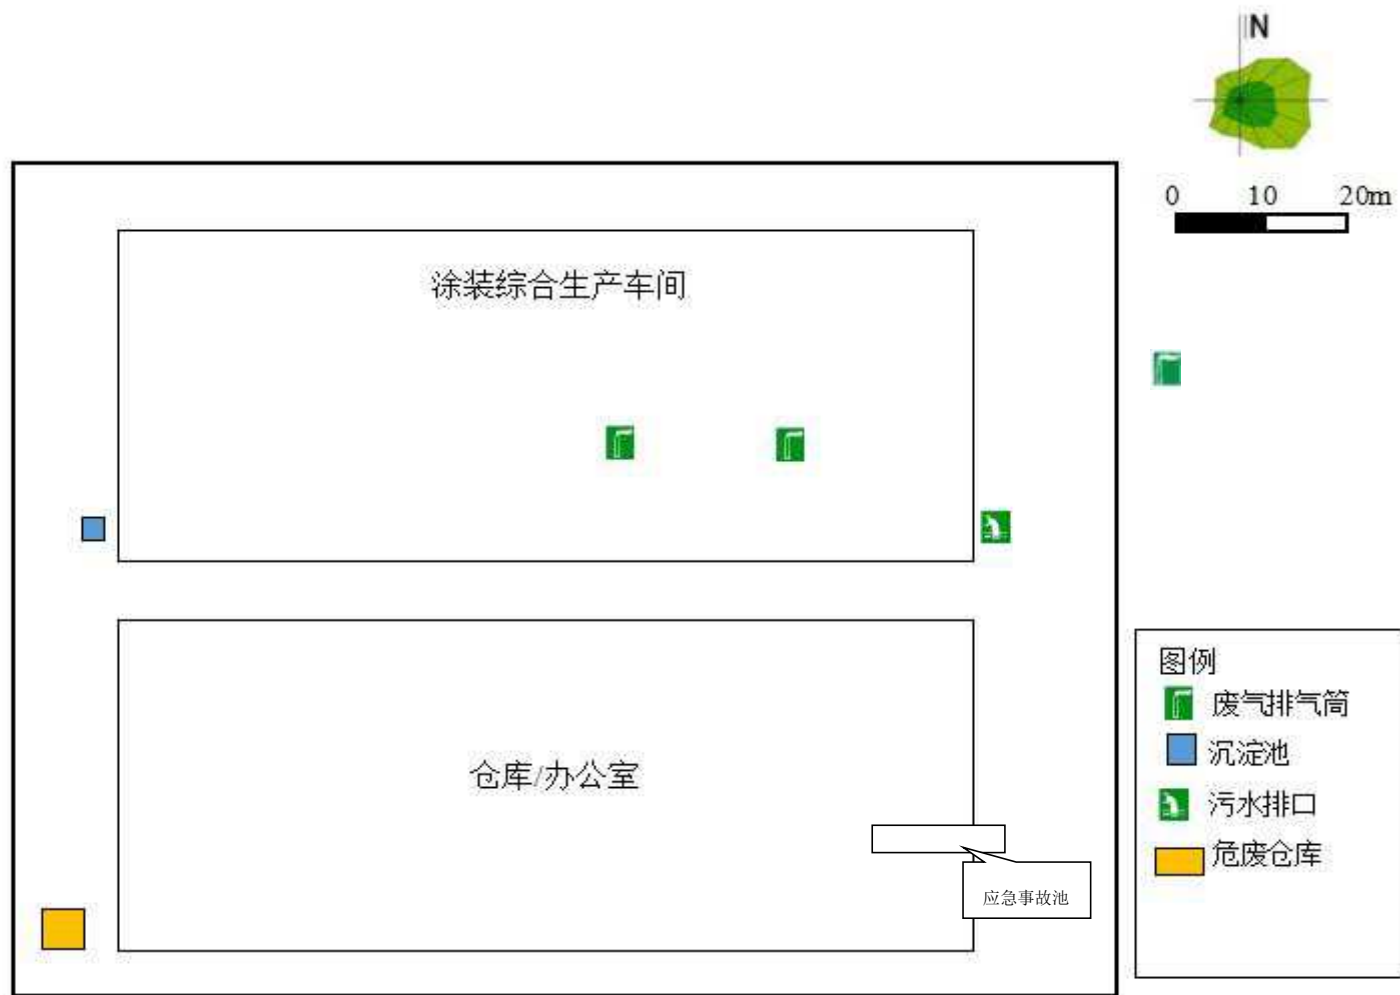 N
0 10 20m
涂装综合生产车间
仓库/办公室
应急事故池
图例
废气排气筒
沉淀池
污水排口
危废仓库